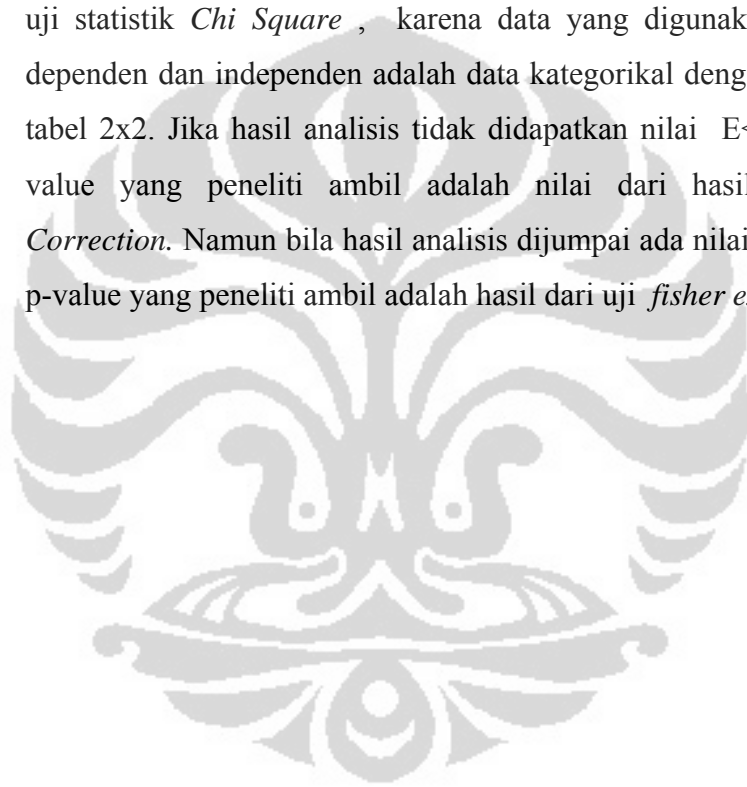 uji statistik Chi Square , karena data yang digunak
dependen dan independen adalah data kategorikal deng
tabel 2x2. Jika hasil analisis tidak didapatkan nilai E<
value yang peneliti ambil adalah nilai dari hasil
Correction. Namun bila hasil analisis dijumpai ada nilai
p-value yang peneliti ambil adalah hasil dari uji fisher e